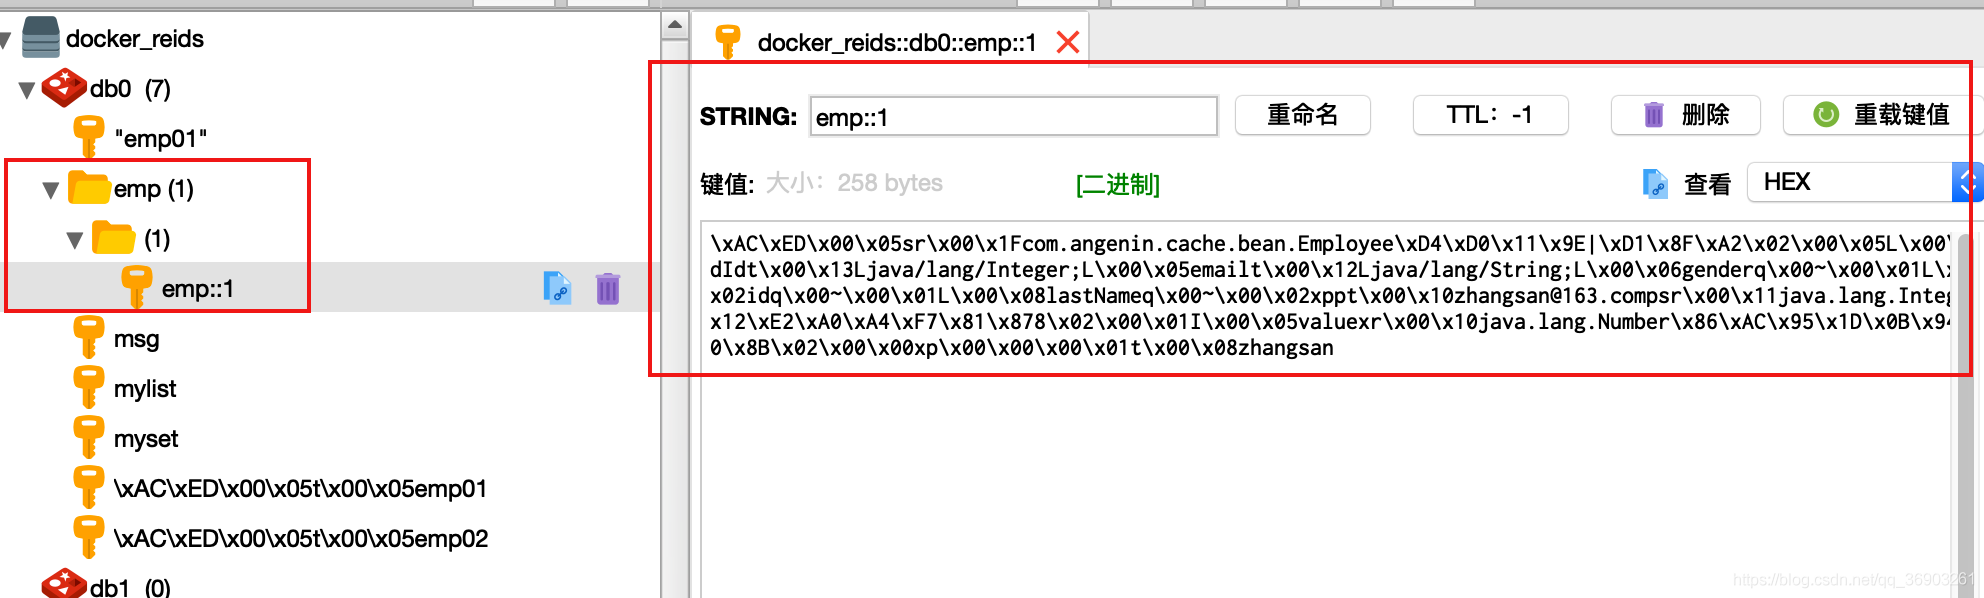 docker_reids
db0 (7)
"emp01"
emp (1)
(1)
emp::1
msg
mylist
myset
\xAC\xED\x00\x05t\x00\x05emp01
\xAC\xED\x00\x05t\x00\x05emp02
db1 (0)
docker_reids::db0::emp::1
STRING: emp::1 重命名 TTL: -1 删除 重载键值
键值: 大小: 258 bytes [二进制] 查看 HEX
\xAC\xED\x00\x05sr\x00\x1Fcom.angenin.cache.bean.Employee\xD4\xD0\x11\x9E|\xD1\x8F\xA2\x02\x00\x05L\x00\
dIdt\x00\x13Ljava/lang/Integer;L\x00\x05emailt\x00\x12Ljava/lang/String;L\x00\x06genderq\x00~\x00\x01L\x
x02idq\x00~\x00\x01L\x00\x08lastNameq\x00~\x00\x02xppt\x00\x10zhangsan@163.compsr\x00\x11java.lang.Integ
x12\xE2\xA0\xA4\xF7\x81\x878\x02\x00\x01I\x00\x05valuexr\x00\x10java.lang.Number\x86\xAC\x95\x1D\x0B\x94
0\x8B\x02\x00\x00xp\x00\x00\x00\x01t\x00\x08zhangsan
https://blog.csdn.net/qq_36903261